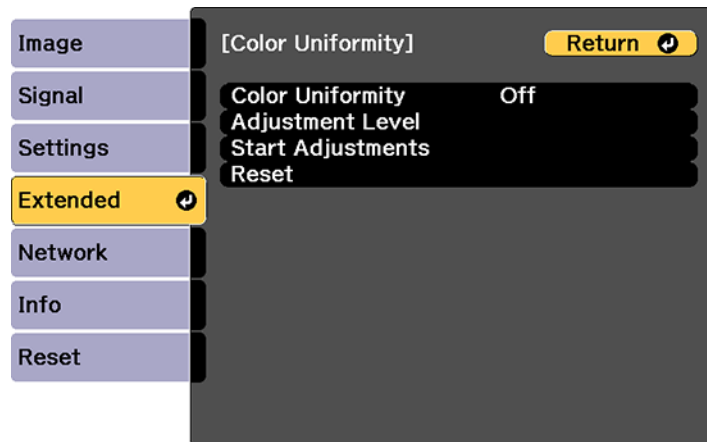 Image
Signal
Settings
Extended
Network
Info
Reset
[Color Uniformity]
Return
Color Uniformity Off
Adjustment Level
Start Adjustments
Reset